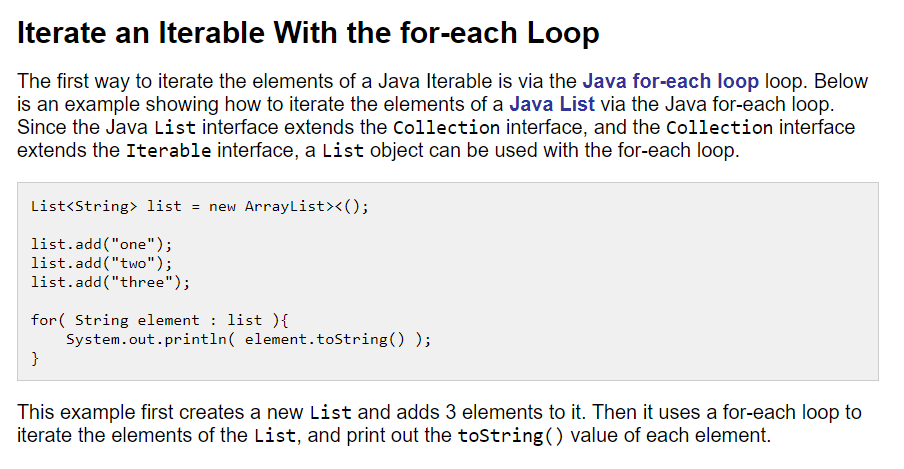 Iterate an Iterable With the for-each Loop
The first way to iterate the elements of a Java Iterable is via the Java for-each loop loop. Below
is an example showing how to iterate the elements of a Java List via the Java for-each loop.
Since the Java List interface extends the Collection interface, and the Collection interface
extends the Iterable interface, a List object can be used with the for-each loop.
List<String> list = new ArrayList><();
list.add("one");
list.add("two");
list.add("three");
for( String element : list ){
    System.out.println( element.toString() );
}
This example first creates a new List and adds 3 elements to it. Then it uses a for-each loop to
iterate the elements of the List, and print out the toString() value of each element.